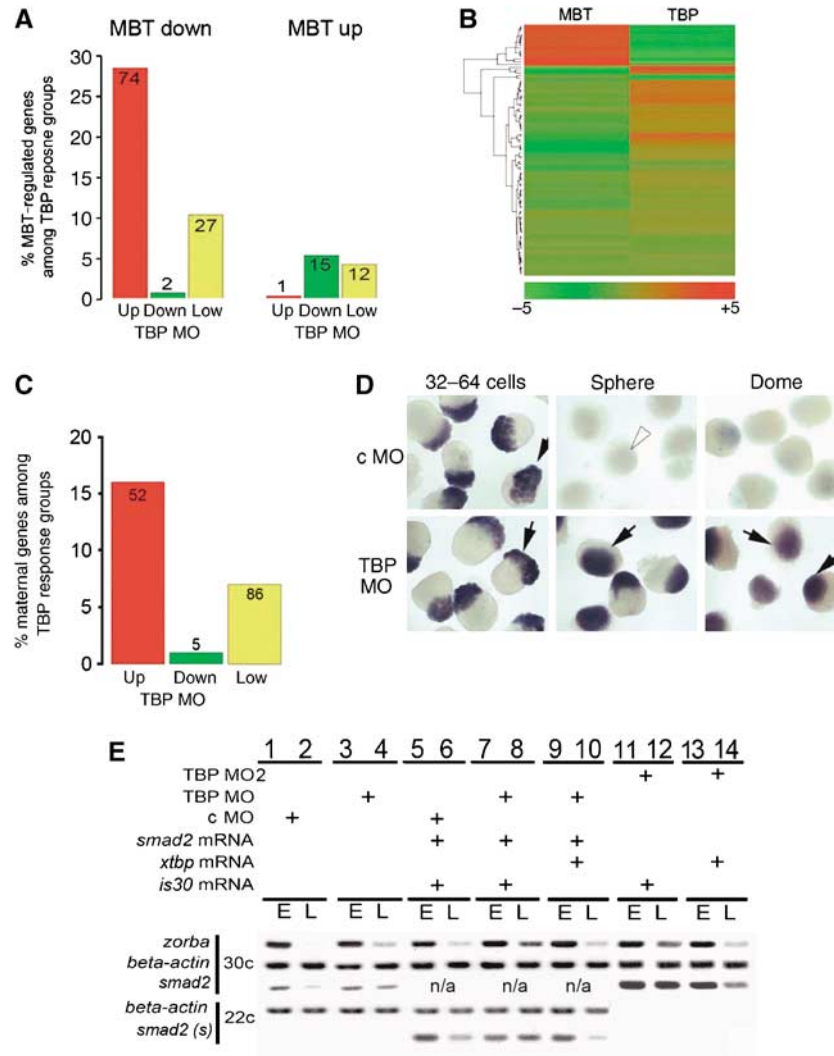 A
MBT down
MBT up
% MBT-regulated genes
among TBP reposne groups
30
25
20
15
10
5
0
74
2
27
1
15
12
Up Down Low
TBP MO
Up Down Low
TBP MO
B
MBT TBP
−5 +5
C
% maternal genes among
TBP response groups
20
15
10
5
0
52
5
86
Up Down Low
TBP MO
D
32–64 cells Sphere Dome
c MO
TBP
MO
E
1 2 3 4 5 6 7 8 9 10 11 12 13 14
TBP MO2 + +
TBP MO + + +
c MO + +
smad2 mRNA + + +
xtbp mRNA + +
is30 mRNA + + +
E L E L E L E L E L E L E L
zorba
beta-actin 30c
smad2 n/a n/a n/a
beta-actin 22c
smad2 (s)